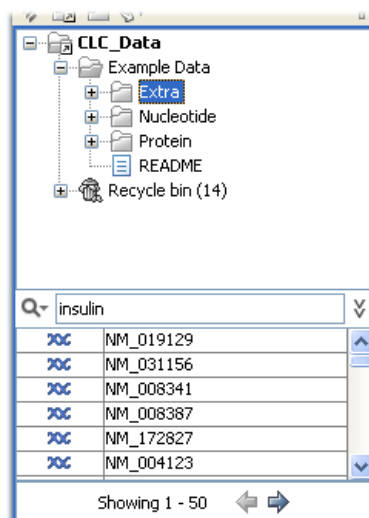 CLC_Data
Example Data
Extra
Nucleotide
Protein
README
Recycle bin (14)
insulin
NM_019129
NM_031156
NM_008341
NM_008387
NM_172827
NM_004123
Showing 1 - 50